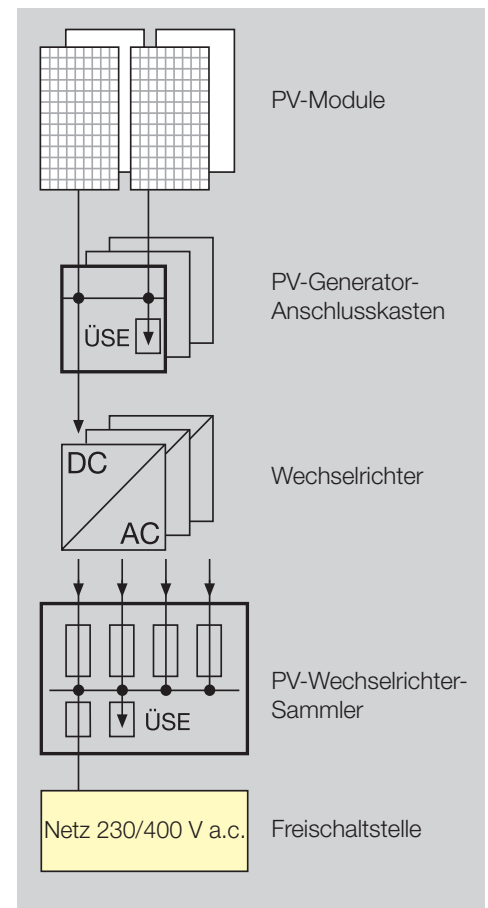 PV-Module
PV-Generator-
Anschlusskasten
ÜSE
DC
AC
Wechselrichter
PV-Wechselrichter-
Sammler
ÜSE
Netz 230/400 V a.c.
Freischaltstelle